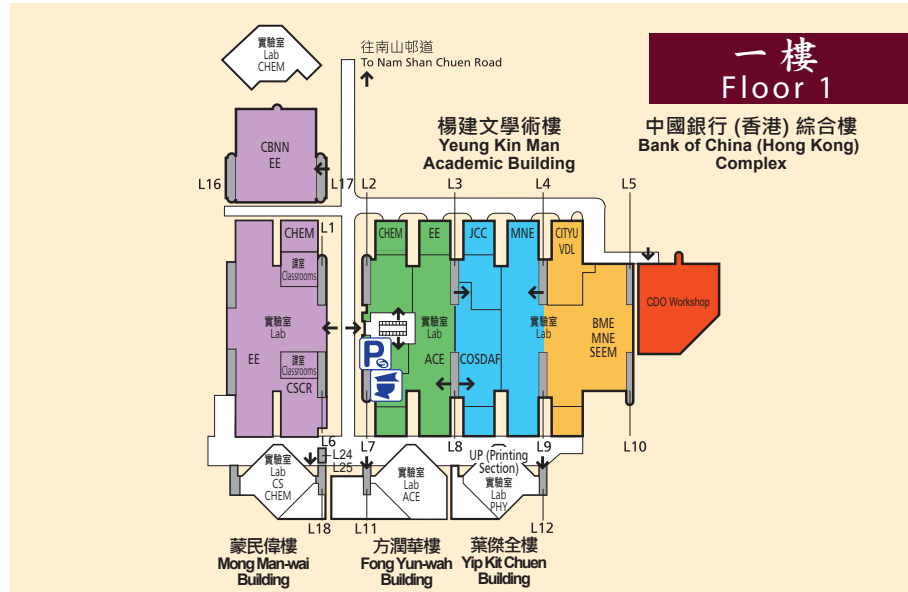 一樓
Floor 1
實驗室
Lab
CHEM
往南山邨道
To Nam Shan Chuen Road
楊建文學術樓
Yeung Kin Man
Academic Building
中國銀行 (香港) 綜合樓
Bank of China (Hong Kong)
Complex
CBNN
EE
L16
L17
L2
L3
L4
L5
L1
CHEM
課室
Classrooms
實驗室
Lab
EE
課室
Classrooms
CSCR
CHEM
EE
JCC
MNE
CITYU
VDL
實驗室
Lab
ACE
COSDAF
實驗室
Lab
BME
MNE
SEEM
CDO Workshop
P
L6
L24
L25
L7
L8
L9
L10
實驗室
Lab
CS
CHEM
實驗室
Lab
ACE
UP (Printing
Section)
實驗室
Lab
PHY
L18
L11
L12
蒙民偉樓
Mong Man-wai
Building
方潤華樓
Fong Yun-wah
Building
葉傑全樓
Yip Kit Chuen
Building